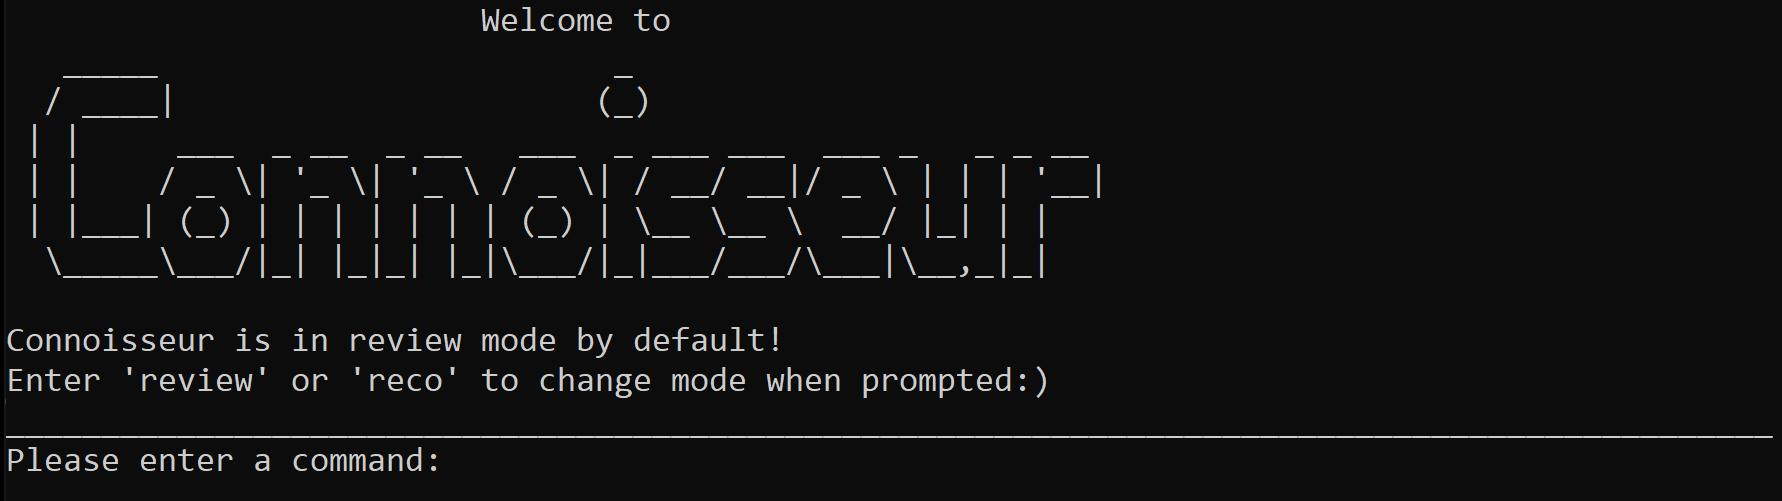 Welcome to
Connoisseur
Connoisseur is in review mode by default!
Enter 'review' or 'reco' to change mode when prompted:)
Please enter a command: